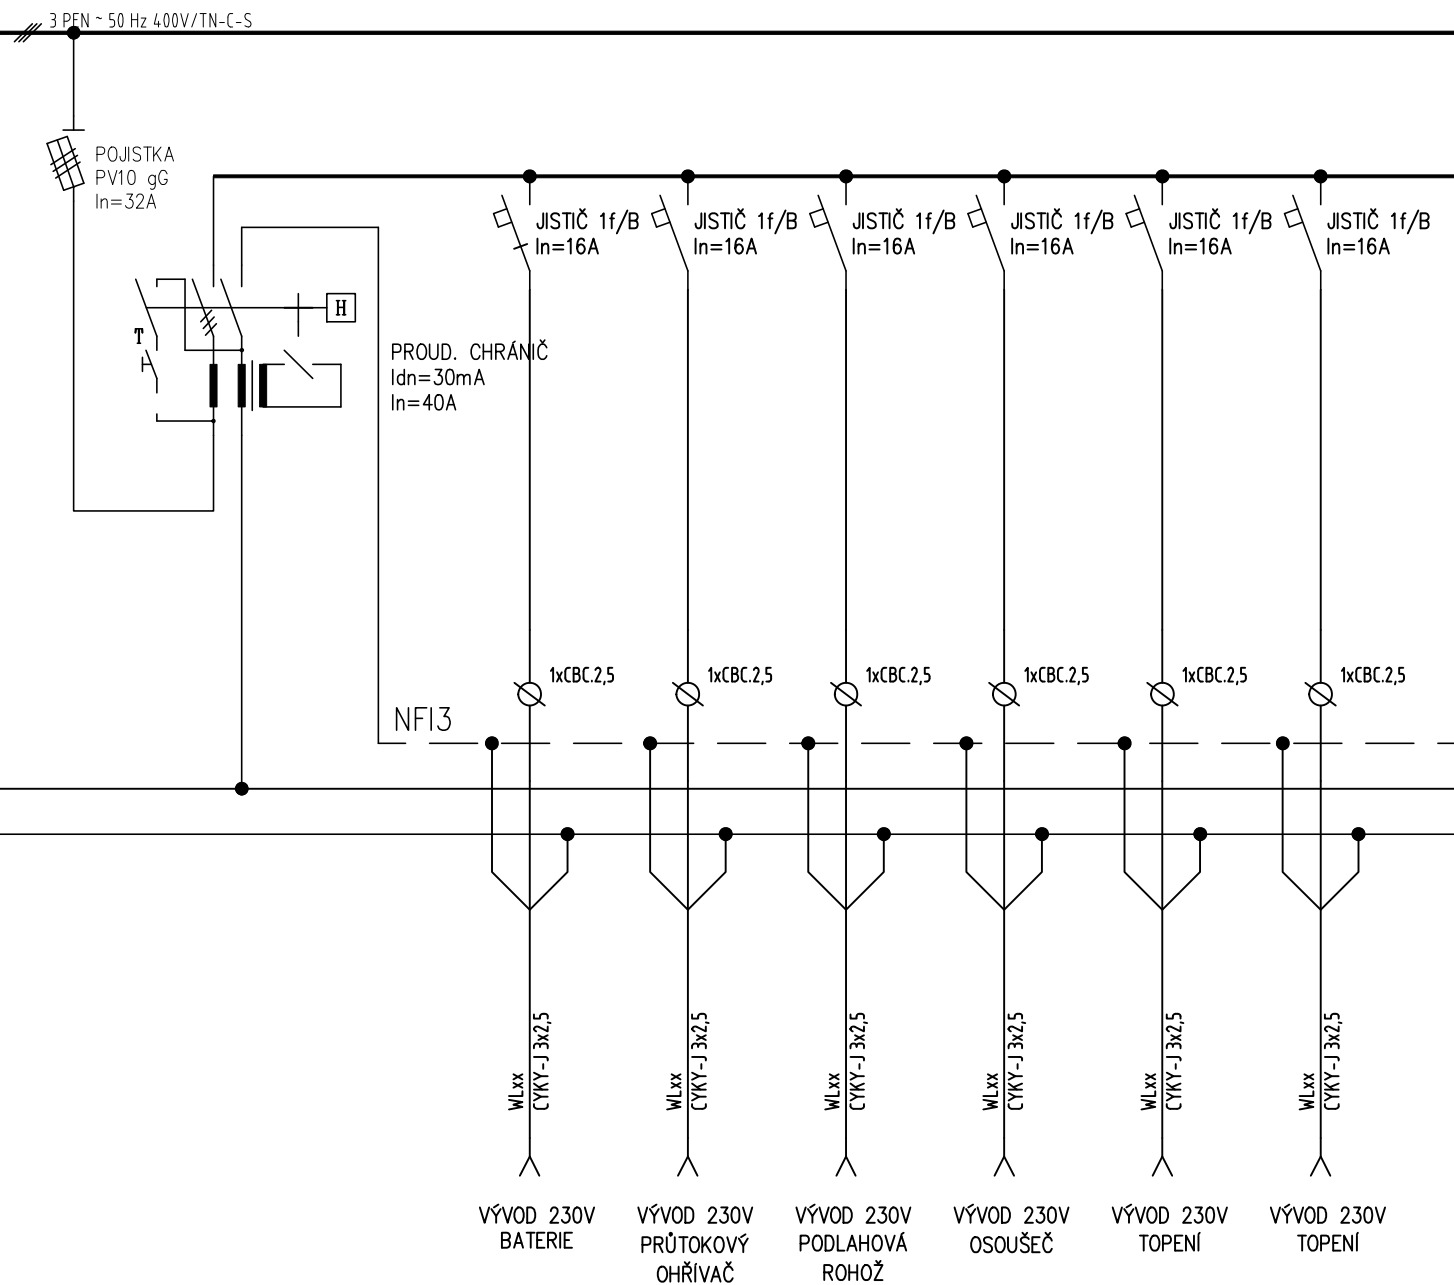 3 PEN ~ 50 Hz 400V/TN-C-S
POJISTKA
PV10 gG
In=32A
JISTIČ 1f/B
In=16A
JISTIČ 1f/B
In=16A
JISTIČ 1f/B
In=16A
JISTIČ 1f/B
In=16A
JISTIČ 1f/B
In=16A
JISTIČ 1f/B
In=16A
H
T
PROUD. CHRÁNIČ
Idn=30mA
In=40A
1xCBC.2,5
1xCBC.2,5
1xCBC.2,5
1xCBC.2,5
1xCBC.2,5
1xCBC.2,5
NFI3
WLxx
CYKY-J 3x2,5
WLxx
CYKY-J 3x2,5
WLxx
CYKY-J 3x2,5
WLxx
CYKY-J 3x2,5
WLxx
CYKY-J 3x2,5
WLxx
CYKY-J 3x2,5
VÝVOD 230V
BATERIE
VÝVOD 230V
PRŮTOKOVÝ
OHŘÍVAČ
VÝVOD 230V
PODLAHOVÁ
ROHOŽ
VÝVOD 230V
OSOUŠEČ
VÝVOD 230V
TOPENÍ
VÝVOD 230V
TOPENÍ